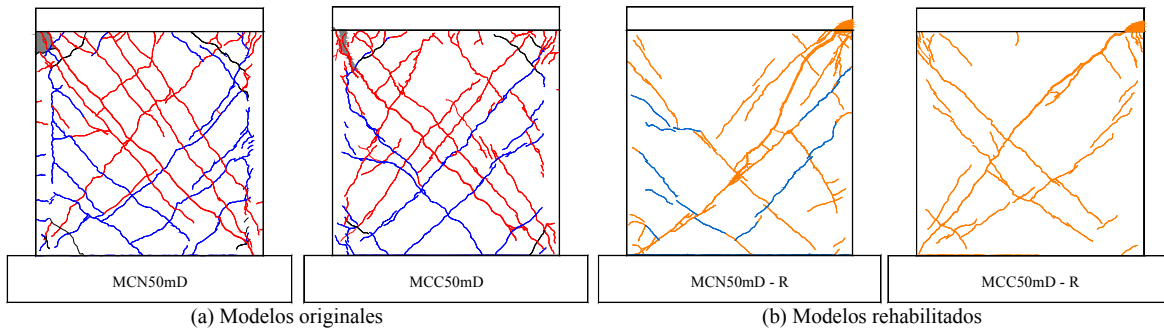 MCN50mD
MCC50mD
MCN50mD - R
MCC50mD - R
(a) Modelos originales
(b) Modelos rehabilitados